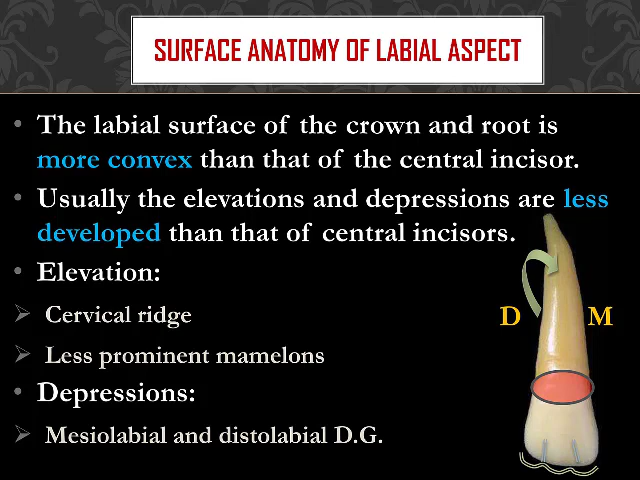 SURFACE ANATOMY OF LABIAL ASPECT
• The labial surface of the crown and root is
more convex than that of the central incisor.
• Usually the elevations and depressions are less
developed than that of central incisors.
• Elevation:
➢ Cervical ridge
➢ Less prominent mamelons
• Depressions:
➢ Mesiolabial and distolabial D.G.
D M